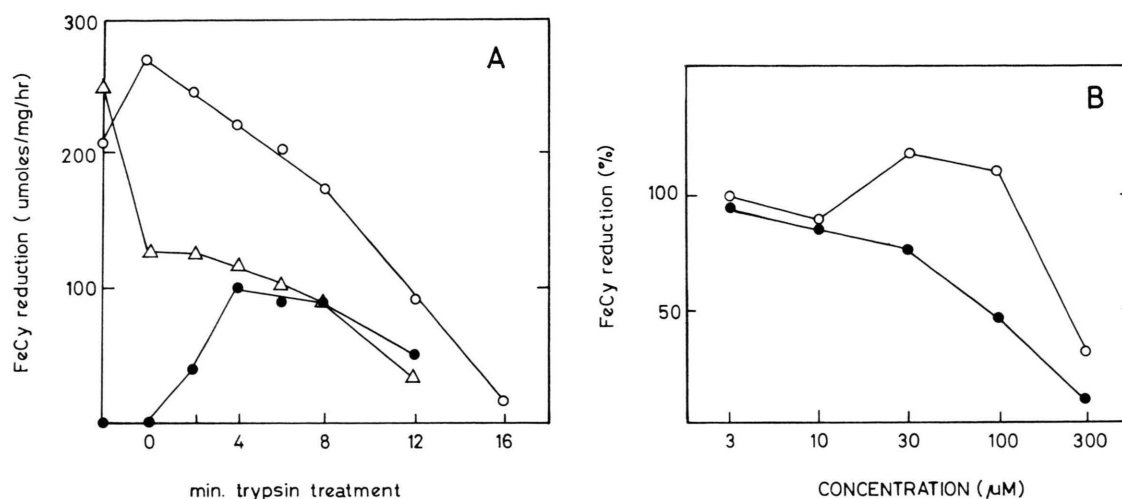 A
FeCy reduction ( umoles/mg/hr)
300
200
100
0
4
8
12
16
min. trypsin treatment
B
FeCy reduction (%)
100
50
3
10
30
100
300
CONCENTRATION (μM)